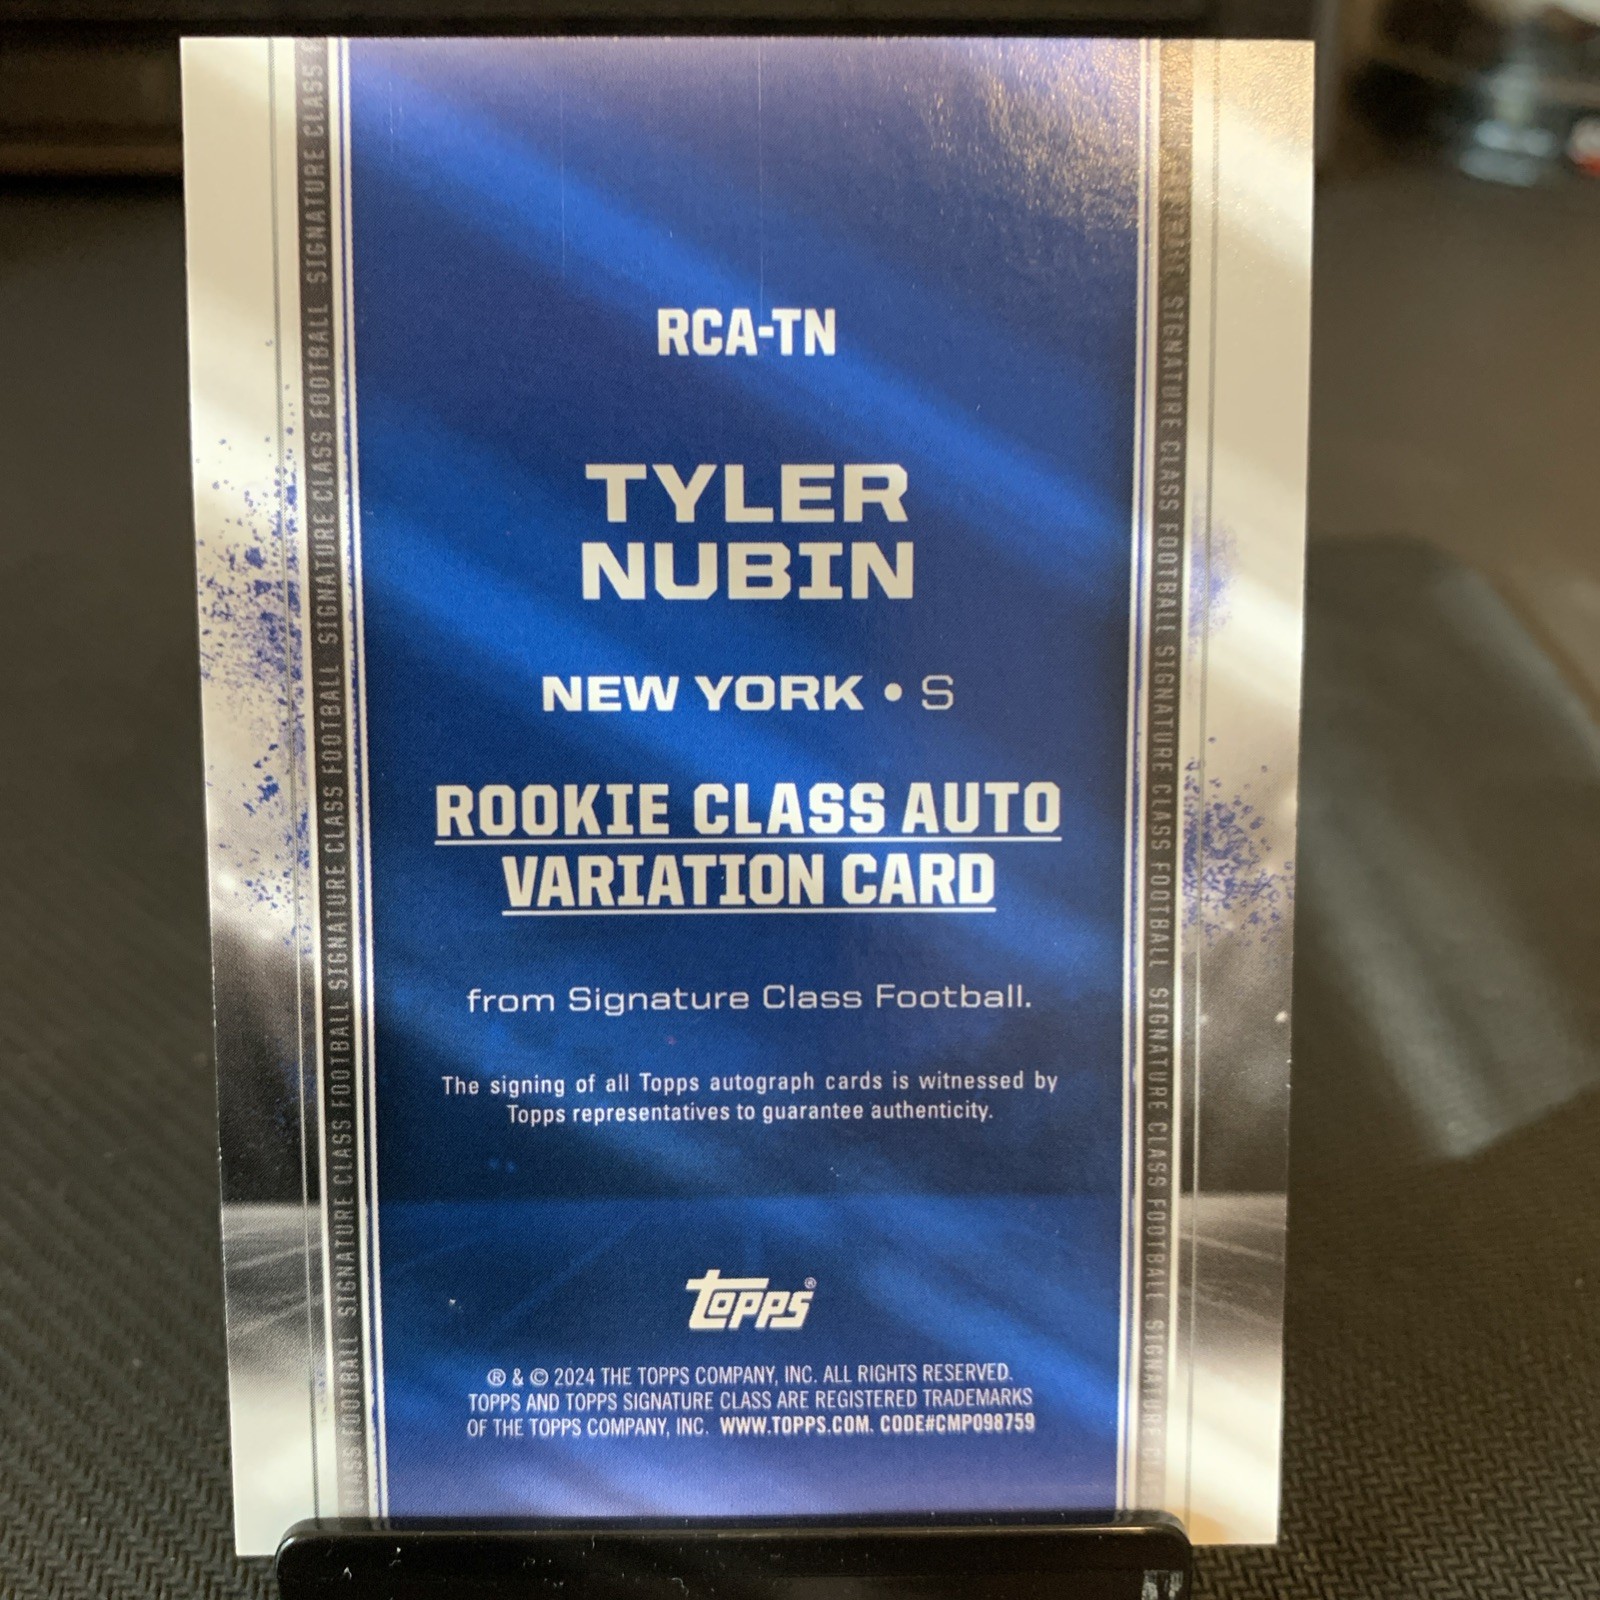 RCA-TN
TYLER
NUBIN
NEW YORK • S
ROOKIE CLASS AUTO
VARIATION CARD
from Signature Class Football.
The signing of all Topps autograph cards is witnessed by
Topps representatives to guarantee authenticity.
Topps®
® & © 2024 THE TOPPS COMPANY, INC. ALL RIGHTS RESERVED.
TOPPS AND TOPPS SIGNATURE CLASS ARE REGISTERED TRADEMARKS
OF THE TOPPS COMPANY, INC. WWW.TOPPS.COM. CODE#CMP098759
CLASS FOOTBALL SIGNATURE CLASS FOOTBALL SIGNATURE CLASS FOOTBALL SIGNATURE CLASS FOOTBALL SIGNATURE CLASS FOOTBALL SIGNATURE CLASS F
SIGNATURE CLASS FOOTBALL SIGNATURE CLASS FOOTBALL SIGNATURE CLASS FOOTBALL SIGNATURE